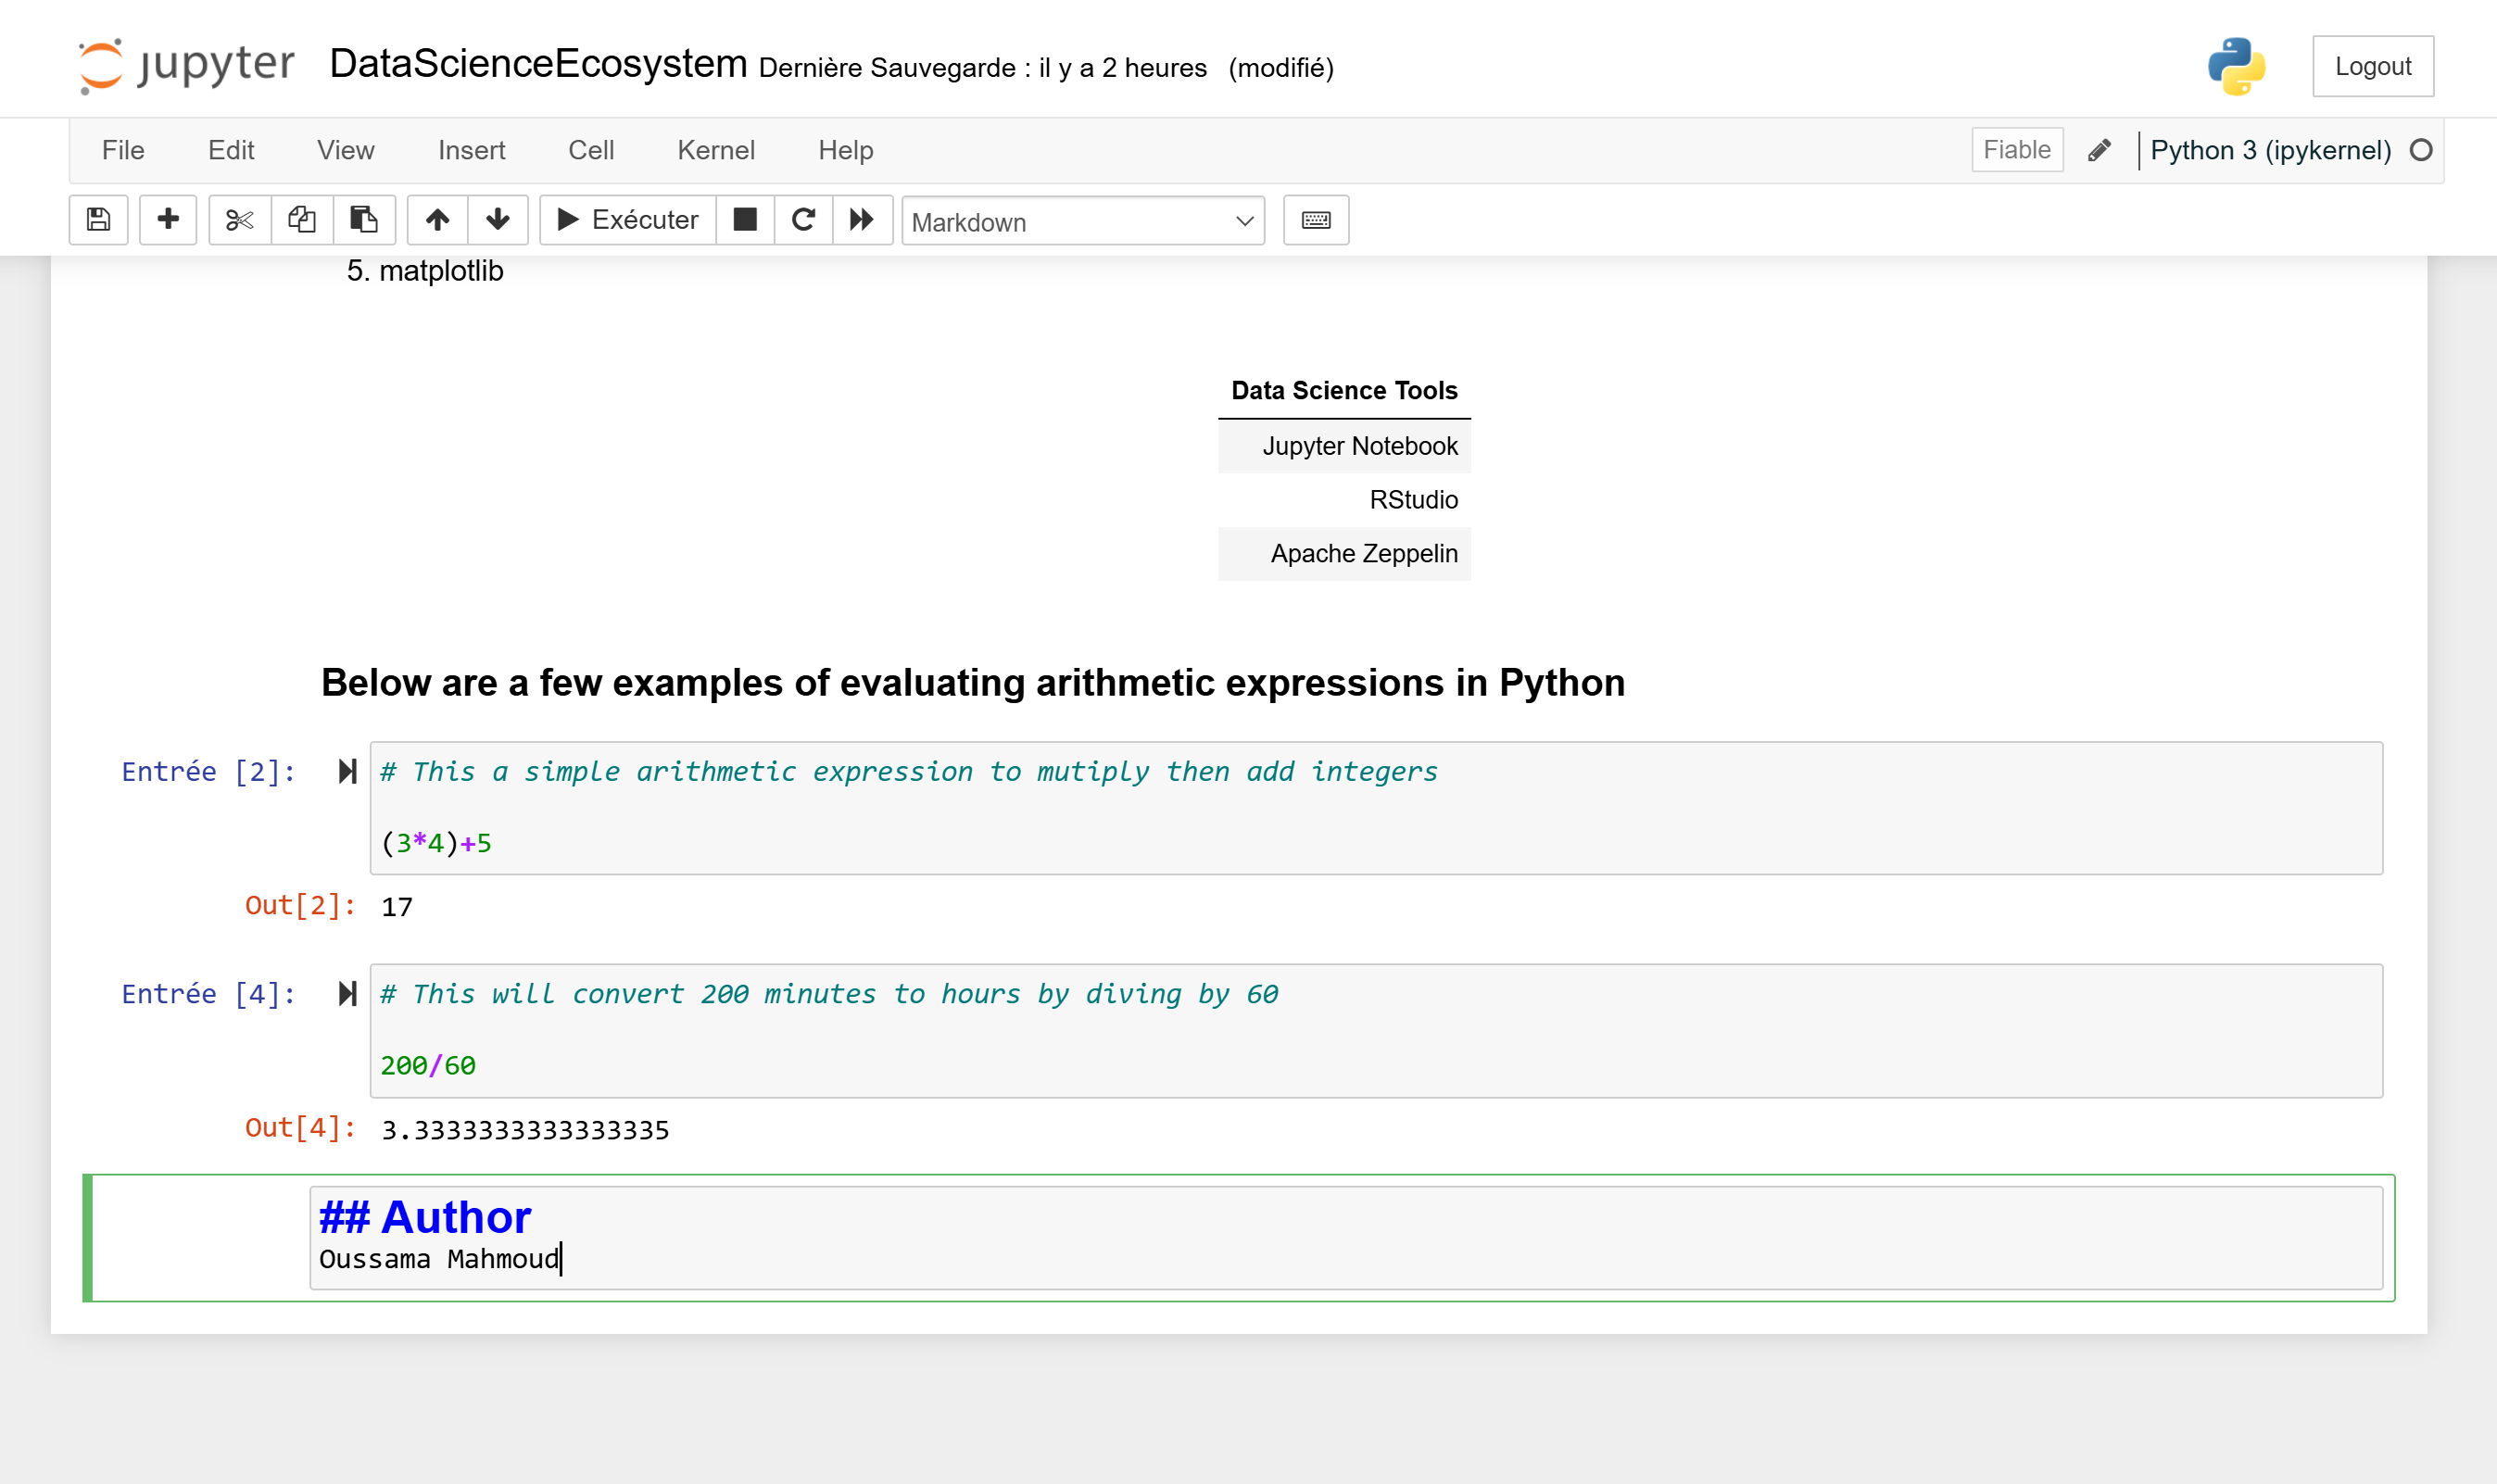 jupyter DataScienceEcosystem Dernière Sauvegarde : il y a 2 heures (modifié) Logout
File Edit View Insert Cell Kernel Help Fiable Python 3 (ipykernel)
Exécuter Markdown
5. matplotlib
Data Science Tools
Jupyter Notebook
RStudio
Apache Zeppelin
Below are a few examples of evaluating arithmetic expressions in Python
Entrée [2]: # This a simple arithmetic expression to mutiply then add integers
(3*4)+5
Out[2]: 17
Entrée [4]: # This will convert 200 minutes to hours by diving by 60
200/60
Out[4]: 3.3333333333333335
## Author
Oussama Mahmoud